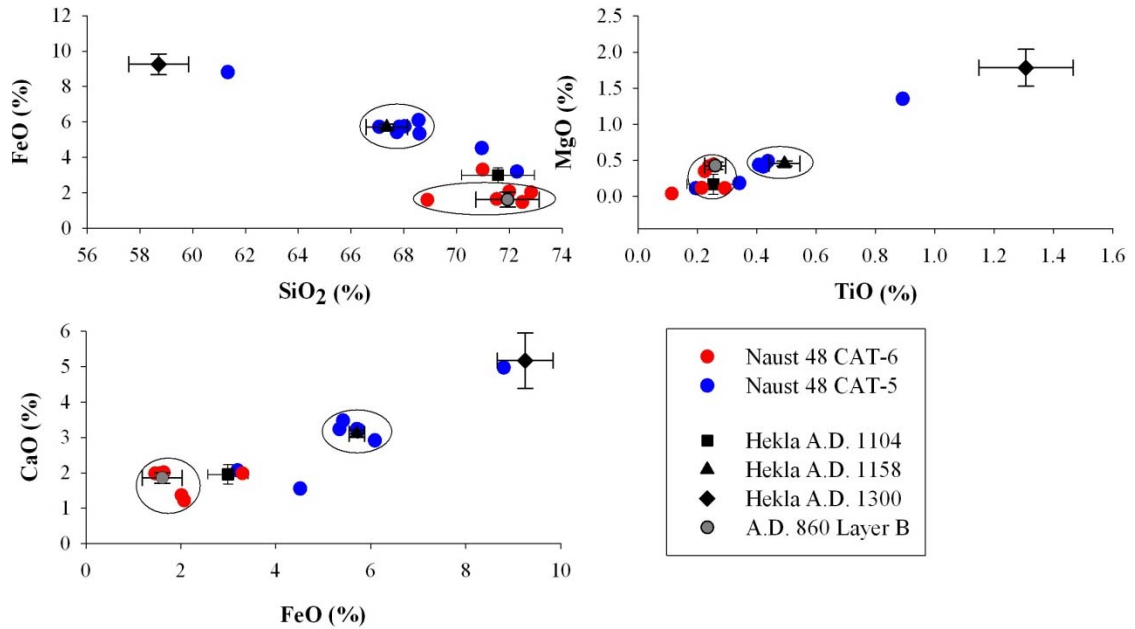 12
10
8
6
4
2
0
FeO (%)
56 58 60 62 64 66 68 70 72 74
SiO2 (%)
2.5
2.0
1.5
1.0
0.5
0.0
MgO (%)
0.0 0.2 0.4 0.6 0.8 1.0 1.2 1.4 1.6
TiO (%)
6
5
4
3
2
1
0
CaO (%)
0 2 4 6 8 10
FeO (%)
Naust 48 CAT-6
Naust 48 CAT-5
Hekla A.D. 1104
Hekla A.D. 1158
Hekla A.D. 1300
A.D. 860 Layer B